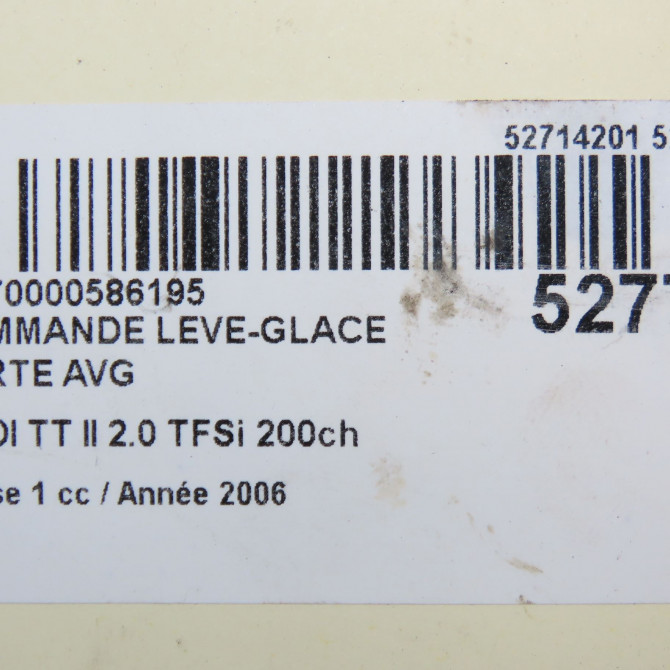 52714201 5
70000586195
5277
MMANDE LEVE-GLACE
RTE AVG
DI TT II 2.0 TFSi 200ch
se 1 cc / Année 2006